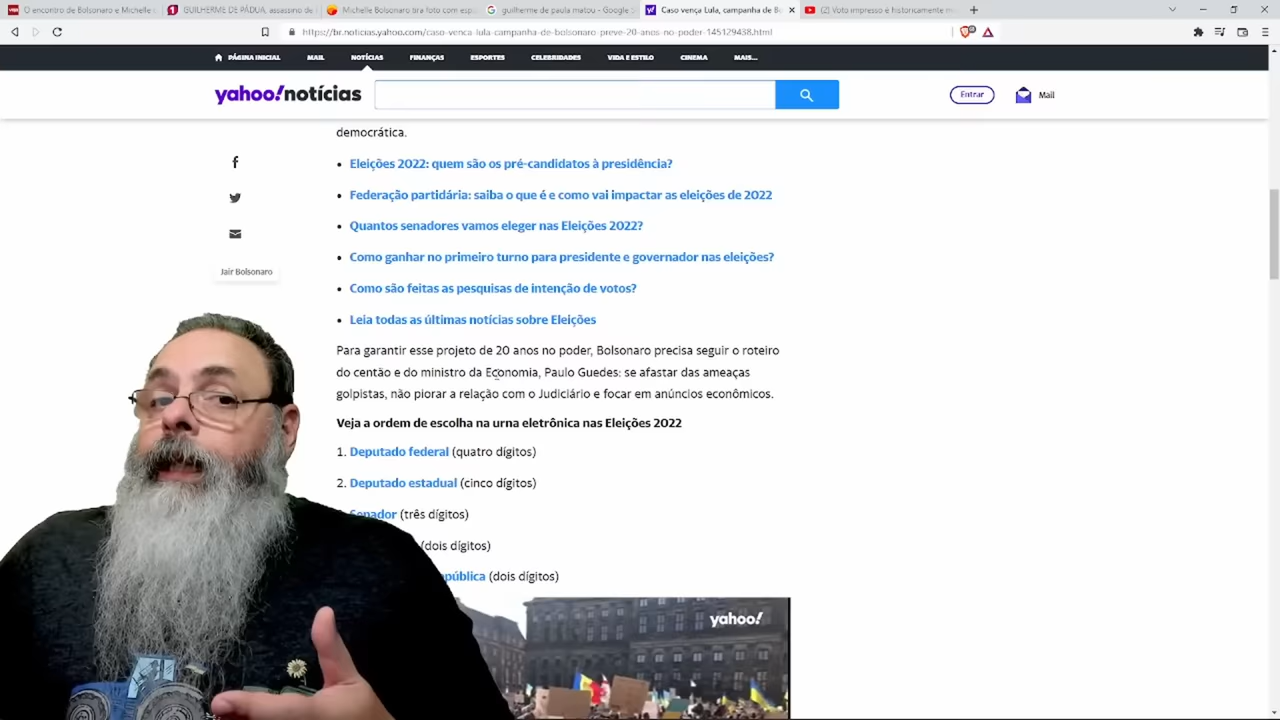 O encontro de Bolsonaro e Michelle
GUILHERME DE PÁDUA, assassino de
Michelle Bolsonaro tira foto com esp
guilherme de paula matou - Google
Caso vença Lula, campanha de Bo
(2) Voto impresso é historicamente m
https://br.noticias.yahoo.com/caso-venca-lula-campanha-de-bolsonaro-preve-20-anos-no-poder-145129438.html
PÁGINA INICIAL MAIL NOTÍCIAS FINANÇAS ESPORTES CELEBRIDADES VIDA E ESTILO CINEMA MAIS...
yahoo!notícias
Entrar
Mail
democrática.
• Eleições 2022: quem são os pré-candidatos à presidência?
• Federação partidária: saiba o que é e como vai impactar as eleições de 2022
• Quantos senadores vamos eleger nas Eleições 2022?
• Como ganhar no primeiro turno para presidente e governador nas eleições?
• Como são feitas as pesquisas de intenção de votos?
• Leia todas as últimas notícias sobre Eleições
Jair Bolsonaro
Para garantir esse projeto de 20 anos no poder, Bolsonaro precisa seguir o roteiro
do centão e do ministro da Economia, Paulo Guedes: se afastar das ameaças
golpistas, não piorar a relação com o Judiciário e focar em anúncios econômicos.
Veja a ordem de escolha na urna eletrônica nas Eleições 2022
1. Deputado federal (quatro dígitos)
2. Deputado estadual (cinco dígitos)
Senador (três dígitos)
(dois dígitos)
pública (dois dígitos)
yahoo!